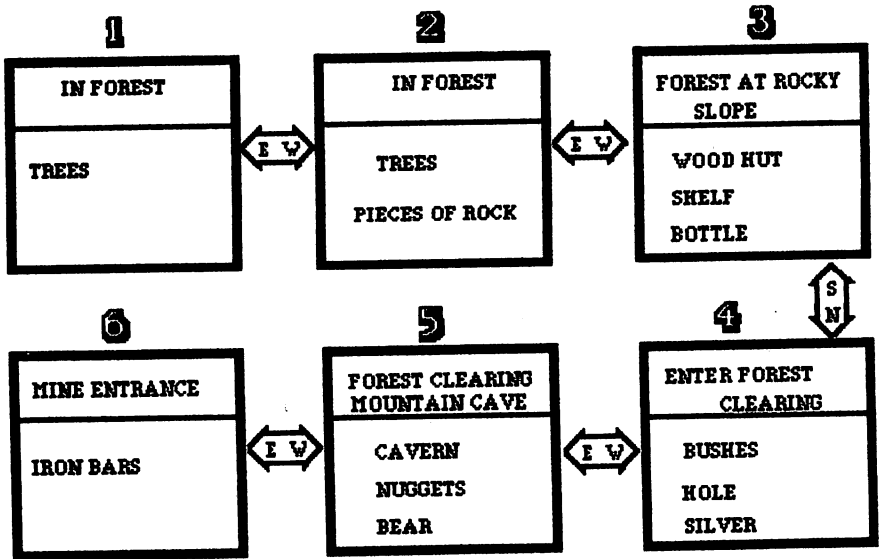 1
IN FOREST
TREES
E W
2
IN FOREST
TREES
PIECES OF ROCK
E W
3
FOREST AT ROCKY
SLOPE
WOOD HUT
SHELF
BOTTLE
S
N
4
ENTER FOREST
CLEARING
BUSHES
HOLE
SILVER
E W
5
FOREST CLEARING
MOUNTAIN CAVE
CAVERN
NUGGETS
BEAR
E W
6
MINE ENTRANCE
IRON BARS